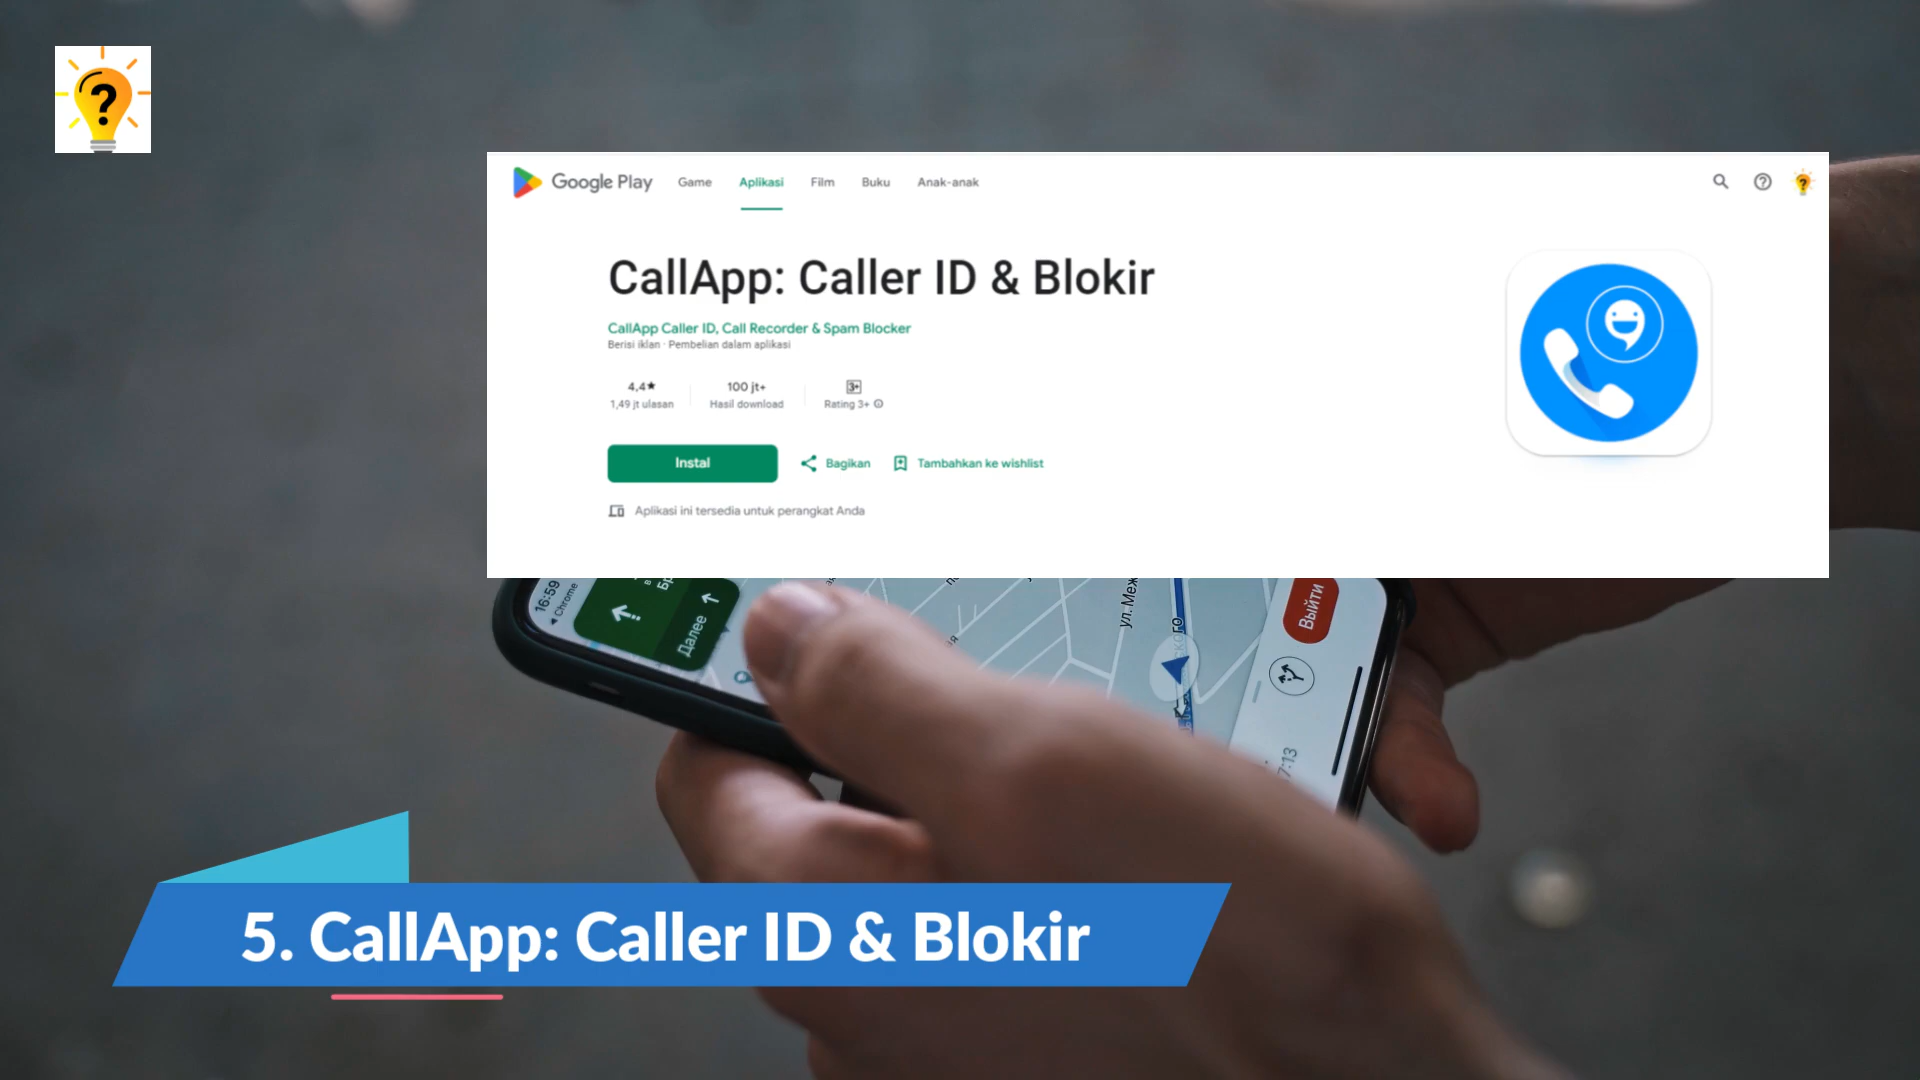 ?
Google Play Game Aplikasi Film Buku Anak-anak
CallApp: Caller ID & Blokir
CallApp Caller ID, Call Recorder & Spam Blocker
Berisi iklan · Pembelian dalam aplikasi
4,4★ 100 jt+ 3+
1,49 jt ulasan Hasil download Rating 3+
Instal Bagikan Tambahkan ke wishlist
Aplikasi ini tersedia untuk perangkat Anda
16:59
Chrome
Далее
ул. Меж
Выйти
7:13
5. CallApp: Caller ID & Blokir